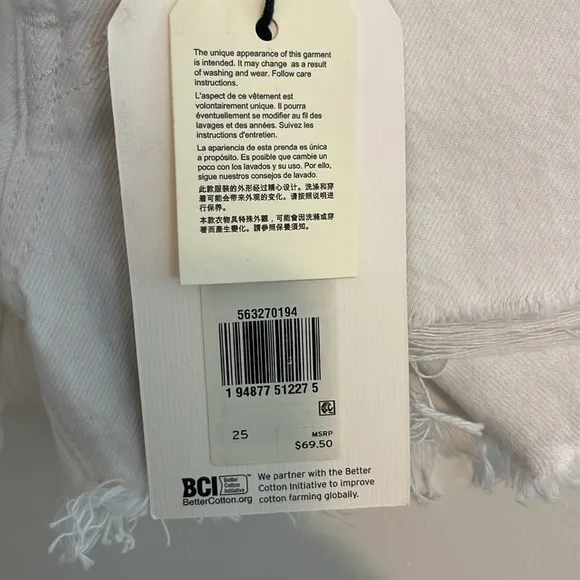 The unique appearance of this garment
is intended. It may change as a result
of washing and wear. Follow care
instructions.
L'aspect de ce vêtement est
volontairement unique. Il pourra
éventuellement se modifier au fil des
lavages et des années. Suivez les
instructions d'entretien.
La apariencia de esta prenda es única
a propósito. Es posible que cambie un
poco con los lavados y su uso. Por ello,
sigue nuestros consejos de lavado.
此款服装的外形经过精心设计。洗涤和穿
着可能会带来外观的变化。请按照说明进
行保养。
本款衣物具特殊外觀，可能會因洗滌或穿
著而產生變化。請參照保養須知。
563270194
1 94877 51227 5
25
MSRP
$69.50
BCI Better Cotton Initiative™
BetterCotton.org
We partner with the Better
Cotton Initiative to improve
cotton farming globally.